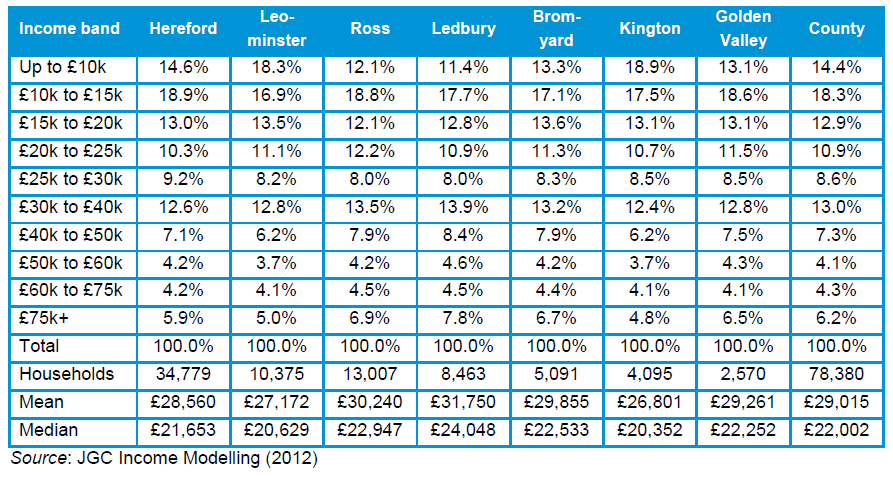 Income band Hereford Leo-minster Ross Ledbury Brom-yard Kington Golden Valley County
Up to £10k 14.6% 18.3% 12.1% 11.4% 13.3% 18.9% 13.1% 14.4%
£10k to £15k 18.9% 16.9% 18.8% 17.7% 17.1% 17.5% 18.6% 18.3%
£15k to £20k 13.0% 13.5% 12.1% 12.8% 13.6% 13.1% 13.1% 12.9%
£20k to £25k 10.3% 11.1% 12.2% 10.9% 11.3% 10.7% 11.5% 10.9%
£25k to £30k 9.2% 8.2% 8.0% 8.0% 8.3% 8.5% 8.5% 8.6%
£30k to £40k 12.6% 12.8% 13.5% 13.9% 13.2% 12.4% 12.8% 13.0%
£40k to £50k 7.1% 6.2% 7.9% 8.4% 7.9% 6.2% 7.5% 7.3%
£50k to £60k 4.2% 3.7% 4.2% 4.6% 4.2% 3.7% 4.3% 4.1%
£60k to £75k 4.2% 4.1% 4.5% 4.5% 4.4% 4.1% 4.1% 4.3%
£75k+ 5.9% 5.0% 6.9% 7.8% 6.7% 4.8% 6.5% 6.2%
Total 100.0% 100.0% 100.0% 100.0% 100.0% 100.0% 100.0% 100.0%
Households 34,779 10,375 13,007 8,463 5,091 4,095 2,570 78,380
Mean £28,560 £27,172 £30,240 £31,750 £29,855 £26,801 £29,261 £29,015
Median £21,653 £20,629 £22,947 £24,048 £22,533 £20,352 £22,252 £22,002
Source: JGC Income Modelling (2012)